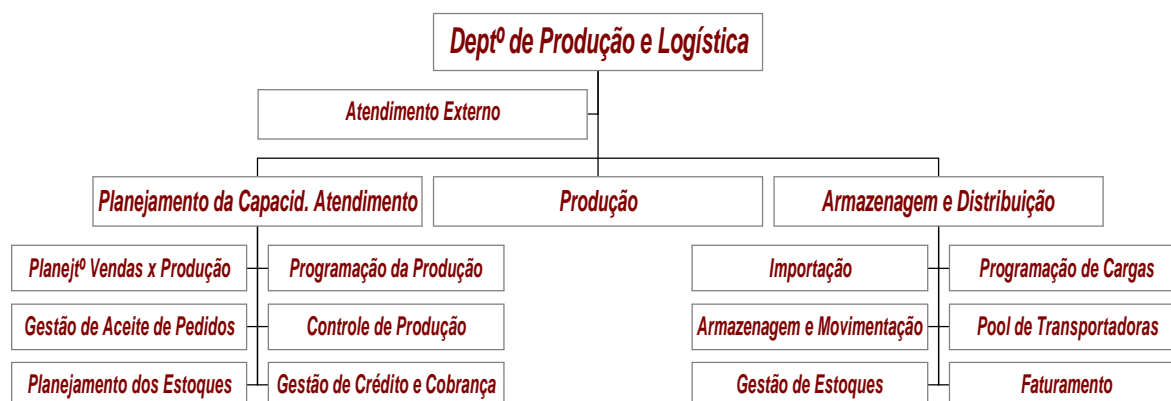 Deptº de Produção e Logística
Atendimento Externo
Planejamento da Capacid. Atendimento
Produção
Armazenagem e Distribuição
Planejtº Vendas x Produção
Programação da Produção
Importação
Programação de Cargas
Gestão de Aceite de Pedidos
Controle de Produção
Armazenagem e Movimentação
Pool de Transportadoras
Planejamento dos Estoques
Gestão de Crédito e Cobrança
Gestão de Estoques
Faturamento